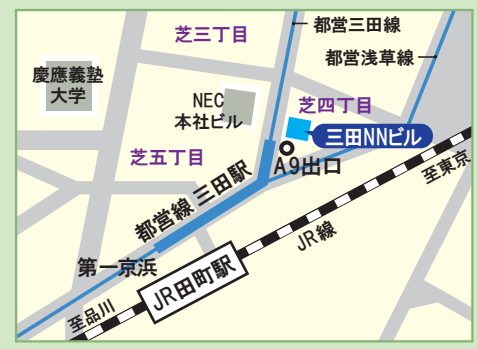 芝三丁目
都営三田線
都営浅草線
慶應義塾
大学
NEC
本社ビル
芝四丁目
三田NNビル
芝五丁目
A9出口
至東京
都営線 三田駅
JR線
第一京浜
JR田町駅
至品川